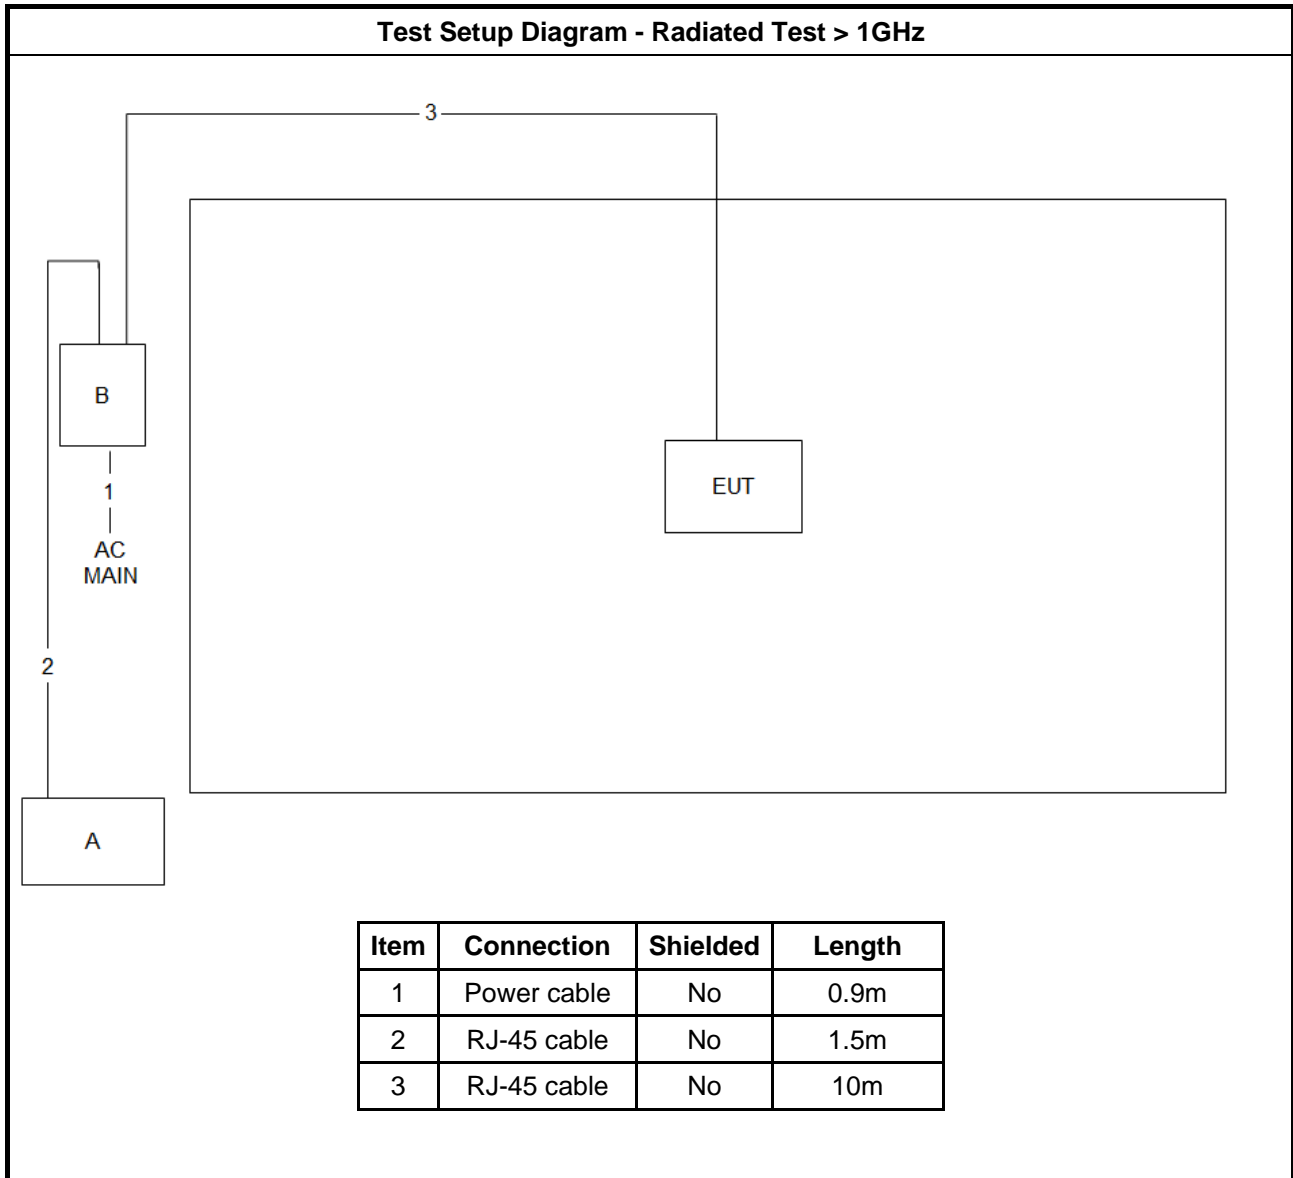 Test Setup Diagram - Radiated Test > 1GHz
3
B
1
AC
MAIN
EUT
2
A
Item Connection Shielded Length
1 Power cable No 0.9m
2 RJ-45 cable No 1.5m
3 RJ-45 cable No 10m